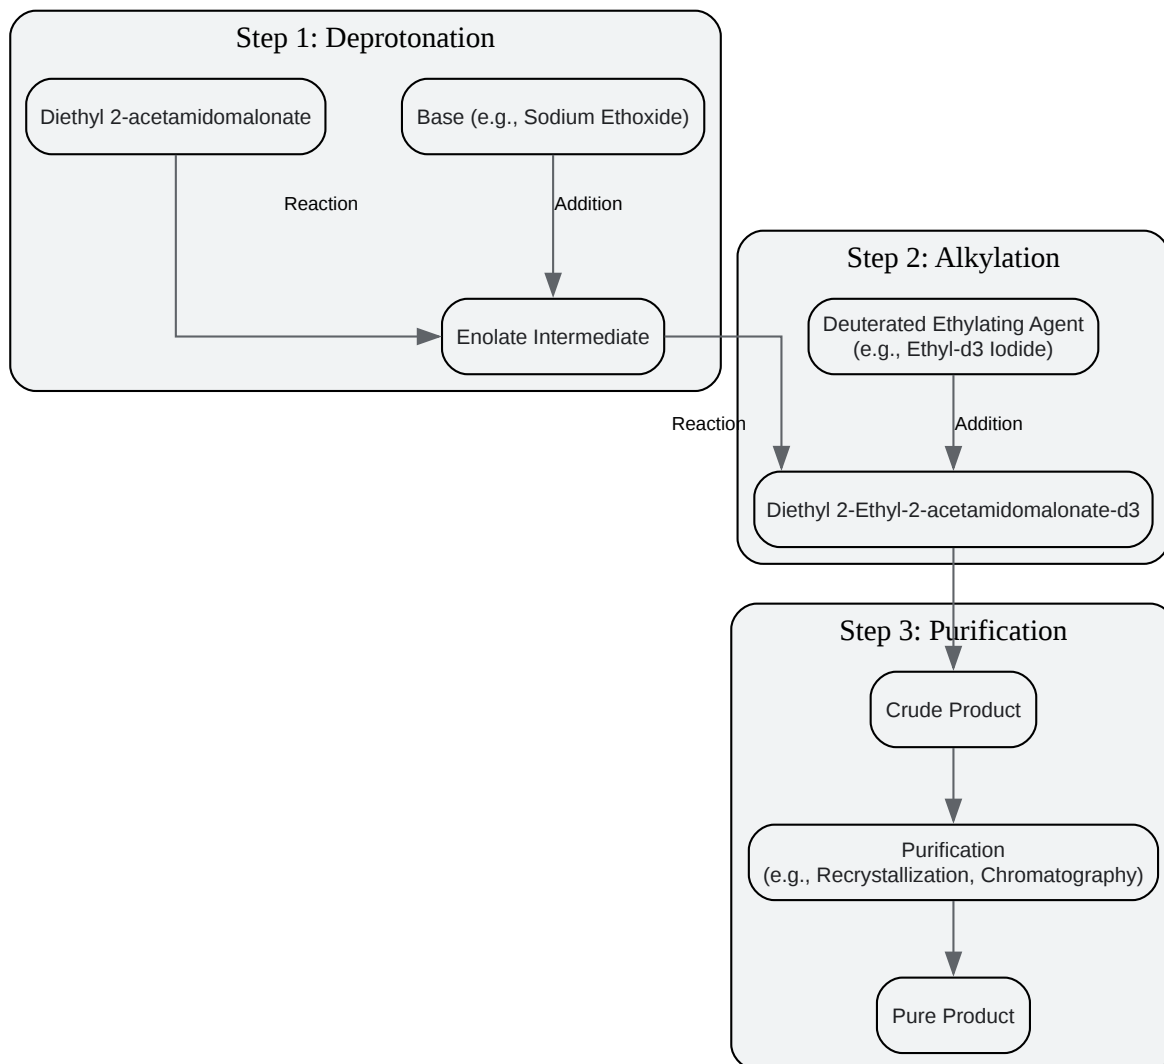 Step 1: Deprotonation
Diethyl 2-acetamidomalonate
Base (e.g., Sodium Ethoxide)
Reaction
Addition
Enolate Intermediate
Step 2: Alkylation
Deuterated Ethylating Agent
(e.g., Ethyl-d3 Iodide)
Reaction
Addition
Diethyl 2-Ethyl-2-acetamidomalonate-d3
Step 3: Purification
Crude Product
Purification
(e.g., Recrystallization, Chromatography)
Pure Product